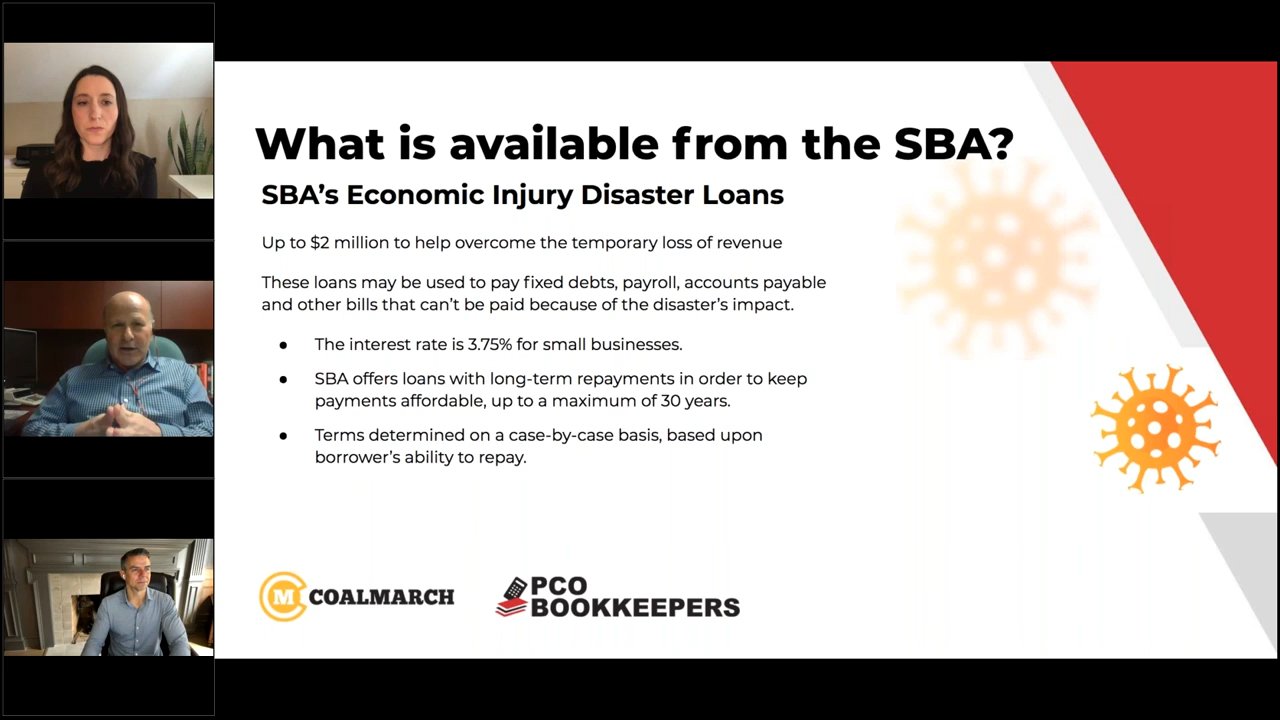 What is available from the SBA?
SBA's Economic Injury Disaster Loans
Up to $2 million to help overcome the temporary loss of revenue
These loans may be used to pay fixed debts, payroll, accounts payable
and other bills that can't be paid because of the disaster's impact.
● The interest rate is 3.75% for small businesses.
● SBA offers loans with long-term repayments in order to keep
payments affordable, up to a maximum of 30 years.
● Terms determined on a case-by-case basis, based upon
borrower's ability to repay.
M COALMARCH
PCO
BOOKKEEPERS